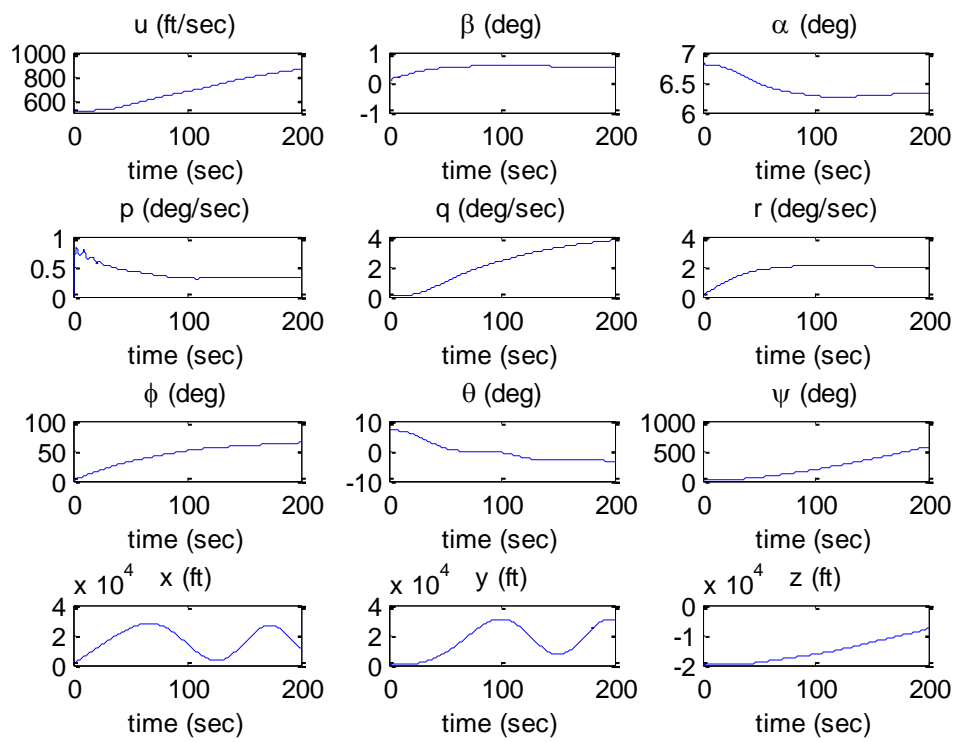 u (ft/sec)
1000
800
600
0 100 200
time (sec)
β (deg)
1
0
-1
0 100 200
time (sec)
α (deg)
7
6.5
6
0 100 200
time (sec)
p (deg/sec)
1
0.5
0
0 100 200
time (sec)
q (deg/sec)
4
2
0
0 100 200
time (sec)
r (deg/sec)
4
2
0
0 100 200
time (sec)
ϕ (deg)
100
50
0
0 100 200
time (sec)
θ (deg)
10
0
-10
0 100 200
time (sec)
ψ (deg)
1000
500
0
0 100 200
time (sec)
x 10^4 x (ft)
4
2
0
0 100 200
time (sec)
x 10^4 y (ft)
4
2
0
0 100 200
time (sec)
x 10^4 z (ft)
0
-1
-2
0 100 200
time (sec)